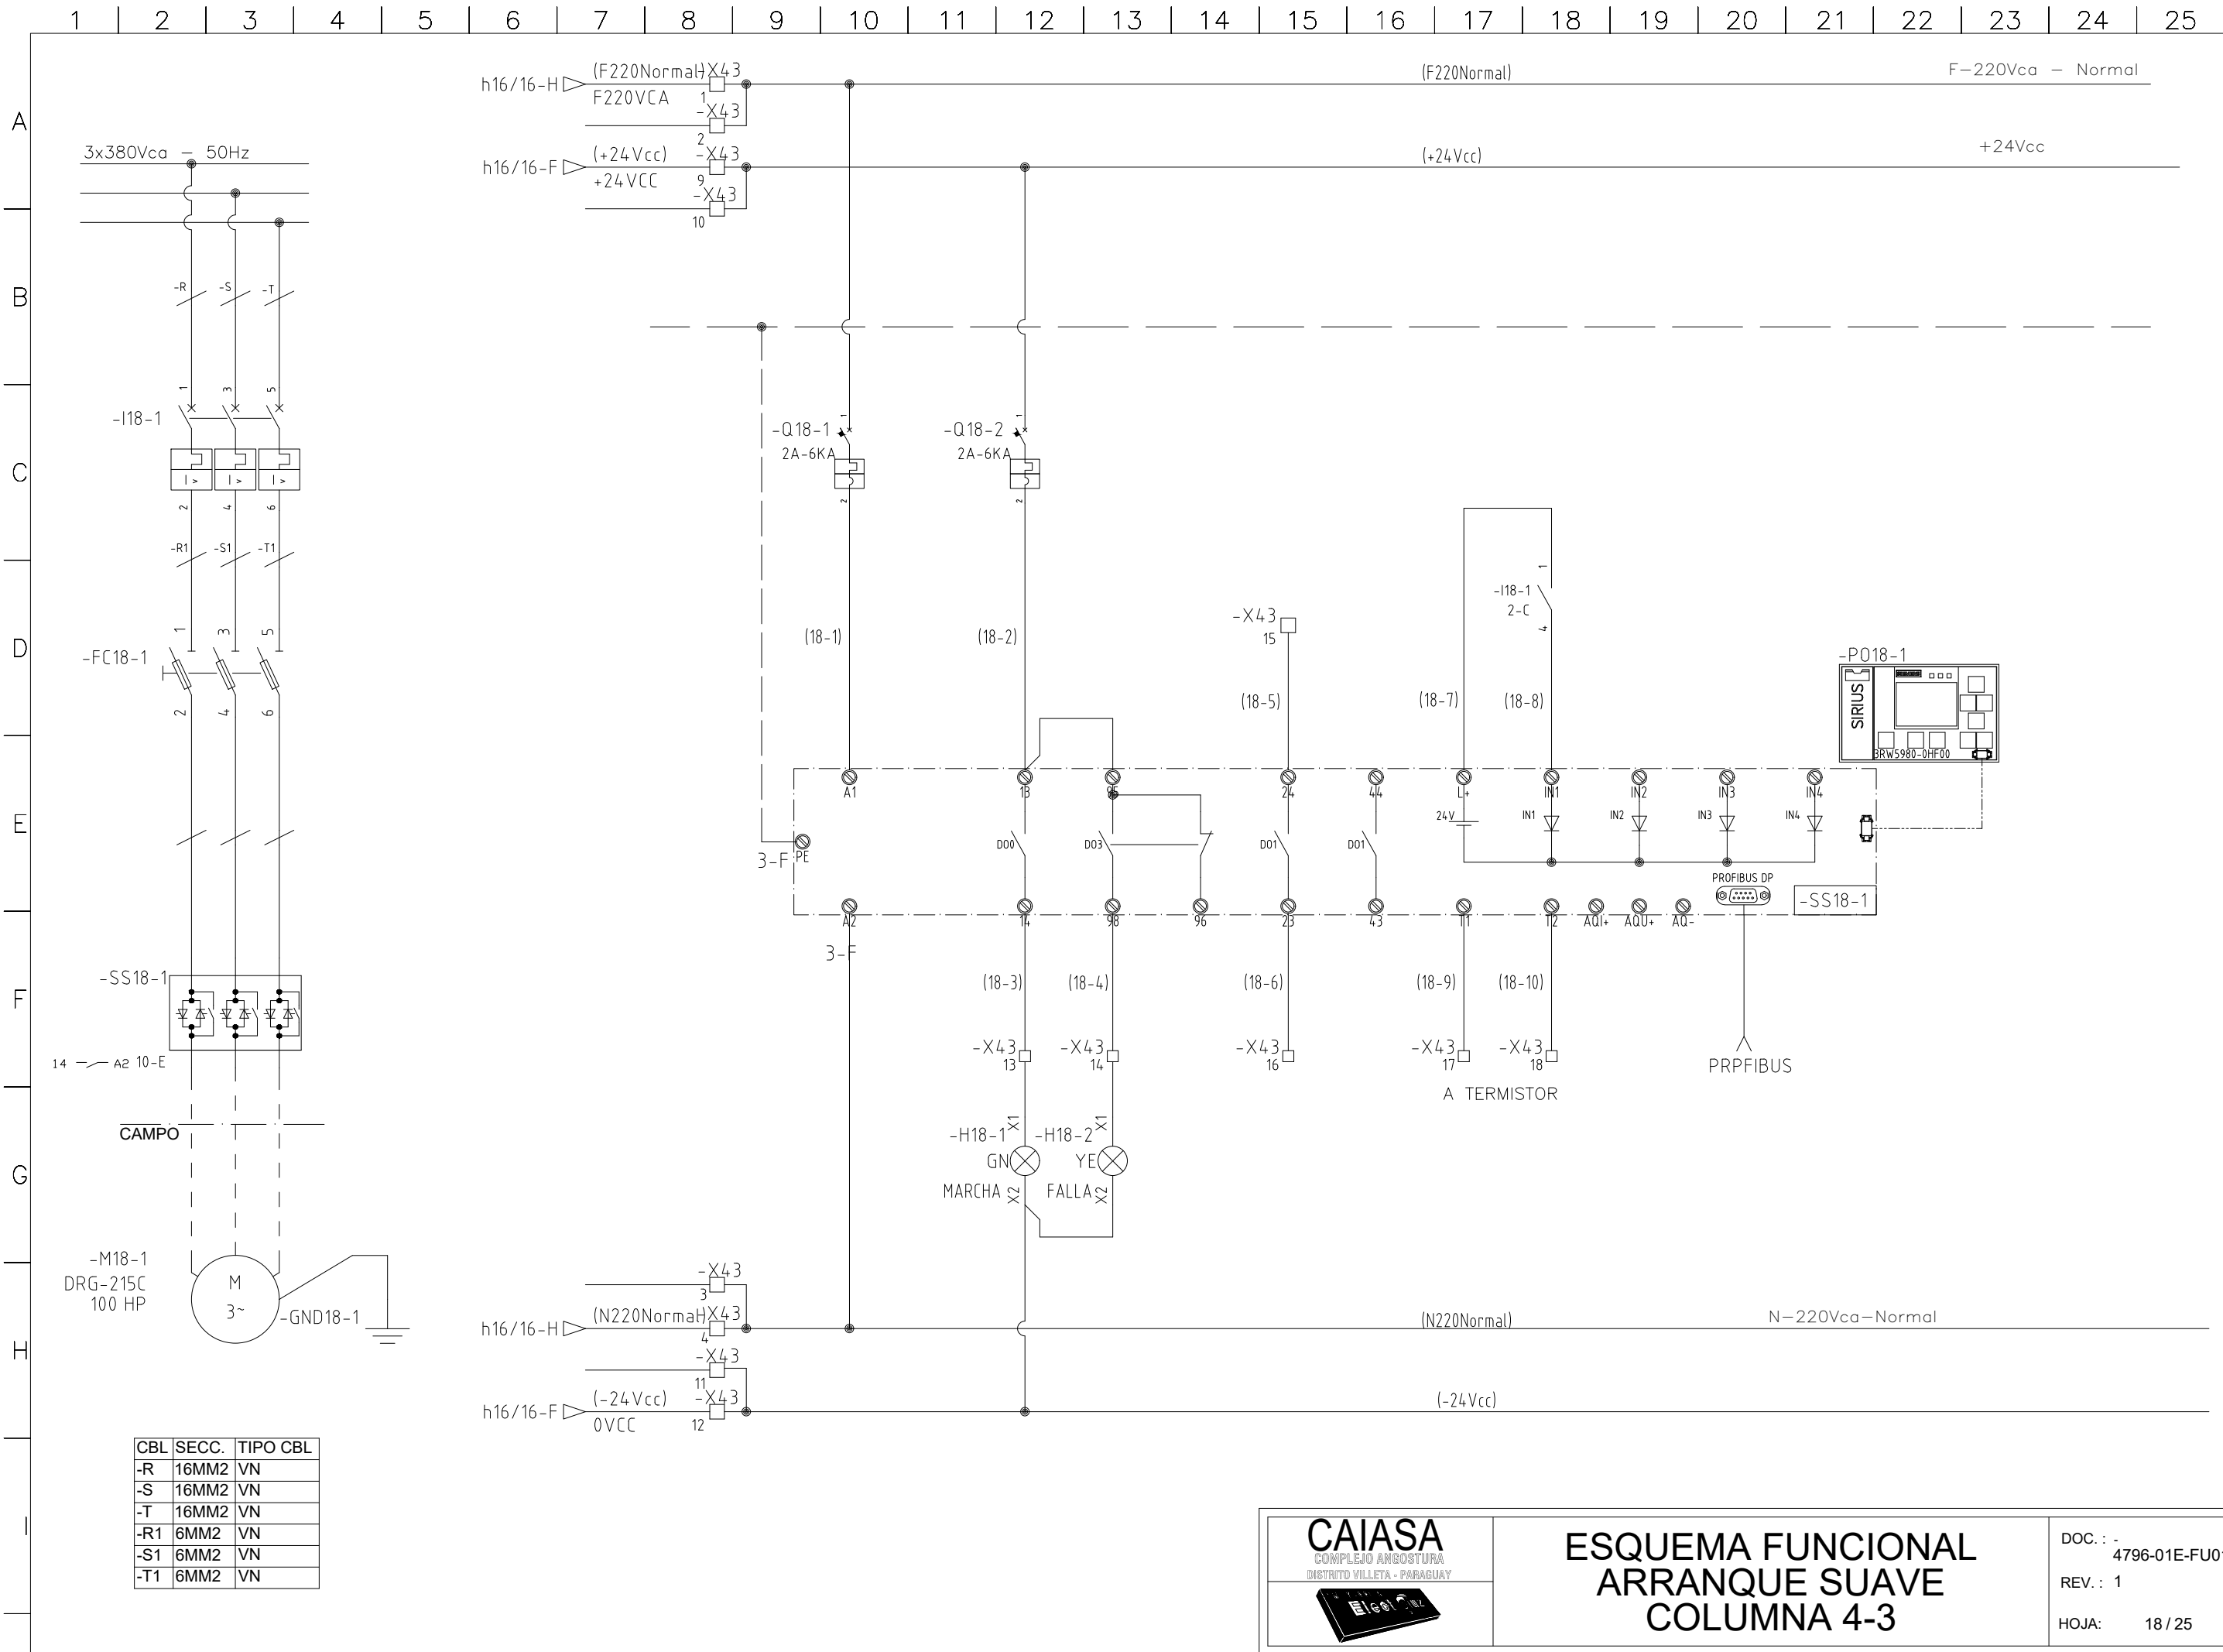 1 2 3 4 5 6 7 8 9 10 11 12 13 14 15 16 17 18 19 20 21 22 23 24 25
A
B
C
D
E
F
G
H
I
3x380Vca - 50Hz
-R -S -T
1 3 5
-I18-1
I > I > I >
2 4 6
-R1 -S1 -T1
1 3 5
-FC18-1
2 4 6
-SS18-1
14 A2 10-E
CAMPO
-M18-1
DRG-215C
100 HP
M
3~
-GND18-1
h16/16-H (F220Normal) -X43
F220VCA 1
-X43
2
(F220Normal)
F-220Vca - Normal
h16/16-F (+24Vcc) -X43
+24VCC 9
-X43
10
(+24Vcc)
+24Vcc
-Q18-1
2A-6KA
1
2
-Q18-2
2A-6KA
1
2
(18-1)
(18-2)
-X43
15
(18-5)
(18-7)
-I18-1
2-C
1
4
(18-8)
-PO18-1
SIRIUS
3RW5980-0HF00
A1 13 95 24 44 L+ IN1 IN2 IN3 IN4
24V IN1 IN2 IN3 IN4
DO0 DO3 DO1 DO1
3-F PE
PROFIBUS DP
-SS18-1
A2 14 98 96 23 43 T1 T2 AQI+ AQU+ AQ-
3-F
(18-3) (18-4) (18-6) (18-9) (18-10)
-X43
13
-X43
14
-X43
16
-X43
17
-X43
18
PRPFIBUS
A TERMISTOR
-H18-1 X1
GN
MARCHA X2
-H18-2 X1
YE
FALLA X2
-X43
3
h16/16-H (N220Normal) -X43
4
(N220Normal)
N-220Vca-Normal
-X43
11
h16/16-F (-24Vcc) -X43
0VCC 12
(-24Vcc)
CBL SECC. TIPO CBL
-R 16MM2 VN
-S 16MM2 VN
-T 16MM2 VN
-R1 6MM2 VN
-S1 6MM2 VN
-T1 6MM2 VN
CAIASA
COMPLEJO ANGOSTURA
DISTRITO VILLETA - PARAGUAY
ESQUEMA FUNCIONAL
ARRANQUE SUAVE
COLUMNA 4-3
DOC. : -
REV. : 1
HOJA: 18 / 25